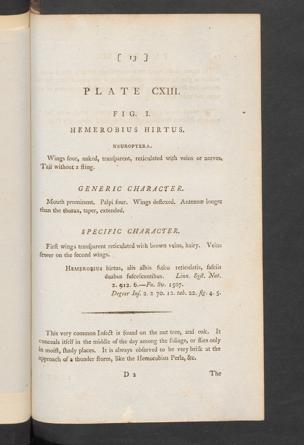 [ 13 ]
PLATE CXIII.
FIG. I.
HEMEROBIUS HIRTUS.
NEUROPTERA.
Wings four, naked, transparent, reticulated with veins or nerves.
Tail without a sting.
GENERIC CHARACTER.
Mouth prominent. Palpi four. Wings deflexed. Antennæ longer
than the thorax, taper, extended.
SPECIFIC CHARACTER.
First wings transparent reticulated with brown veins, hairy. Veins
fewer on the second wings.
HEMEROBIUS hirtus, alis albis fusco reticulatis, fasciis
duabus fuscescentibus. Linn. Syst. Nat.
2. 912. 6.—Fn. Sv. 1507.
Degeer Inf. 2. 2. 70. 12. tab. 22. fig. 4. 5.
This very common Insect is found on the nut tree, and oak. It
conceals itself in the middle of the day among the foliage, or flies only
in moist, shady places. It is always observed to be very brisk at the
approach of a thunder storm, like the Hemerobius Perla, &c.
D 2
The